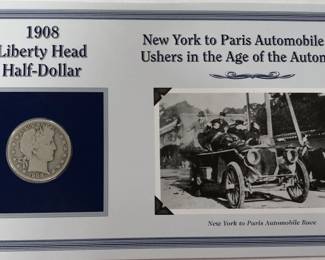 1908
Liberty Head
Half-Dollar
1908
New York to Paris Automobile
Ushers in the Age of the Autom
New York to Paris Automobile Race